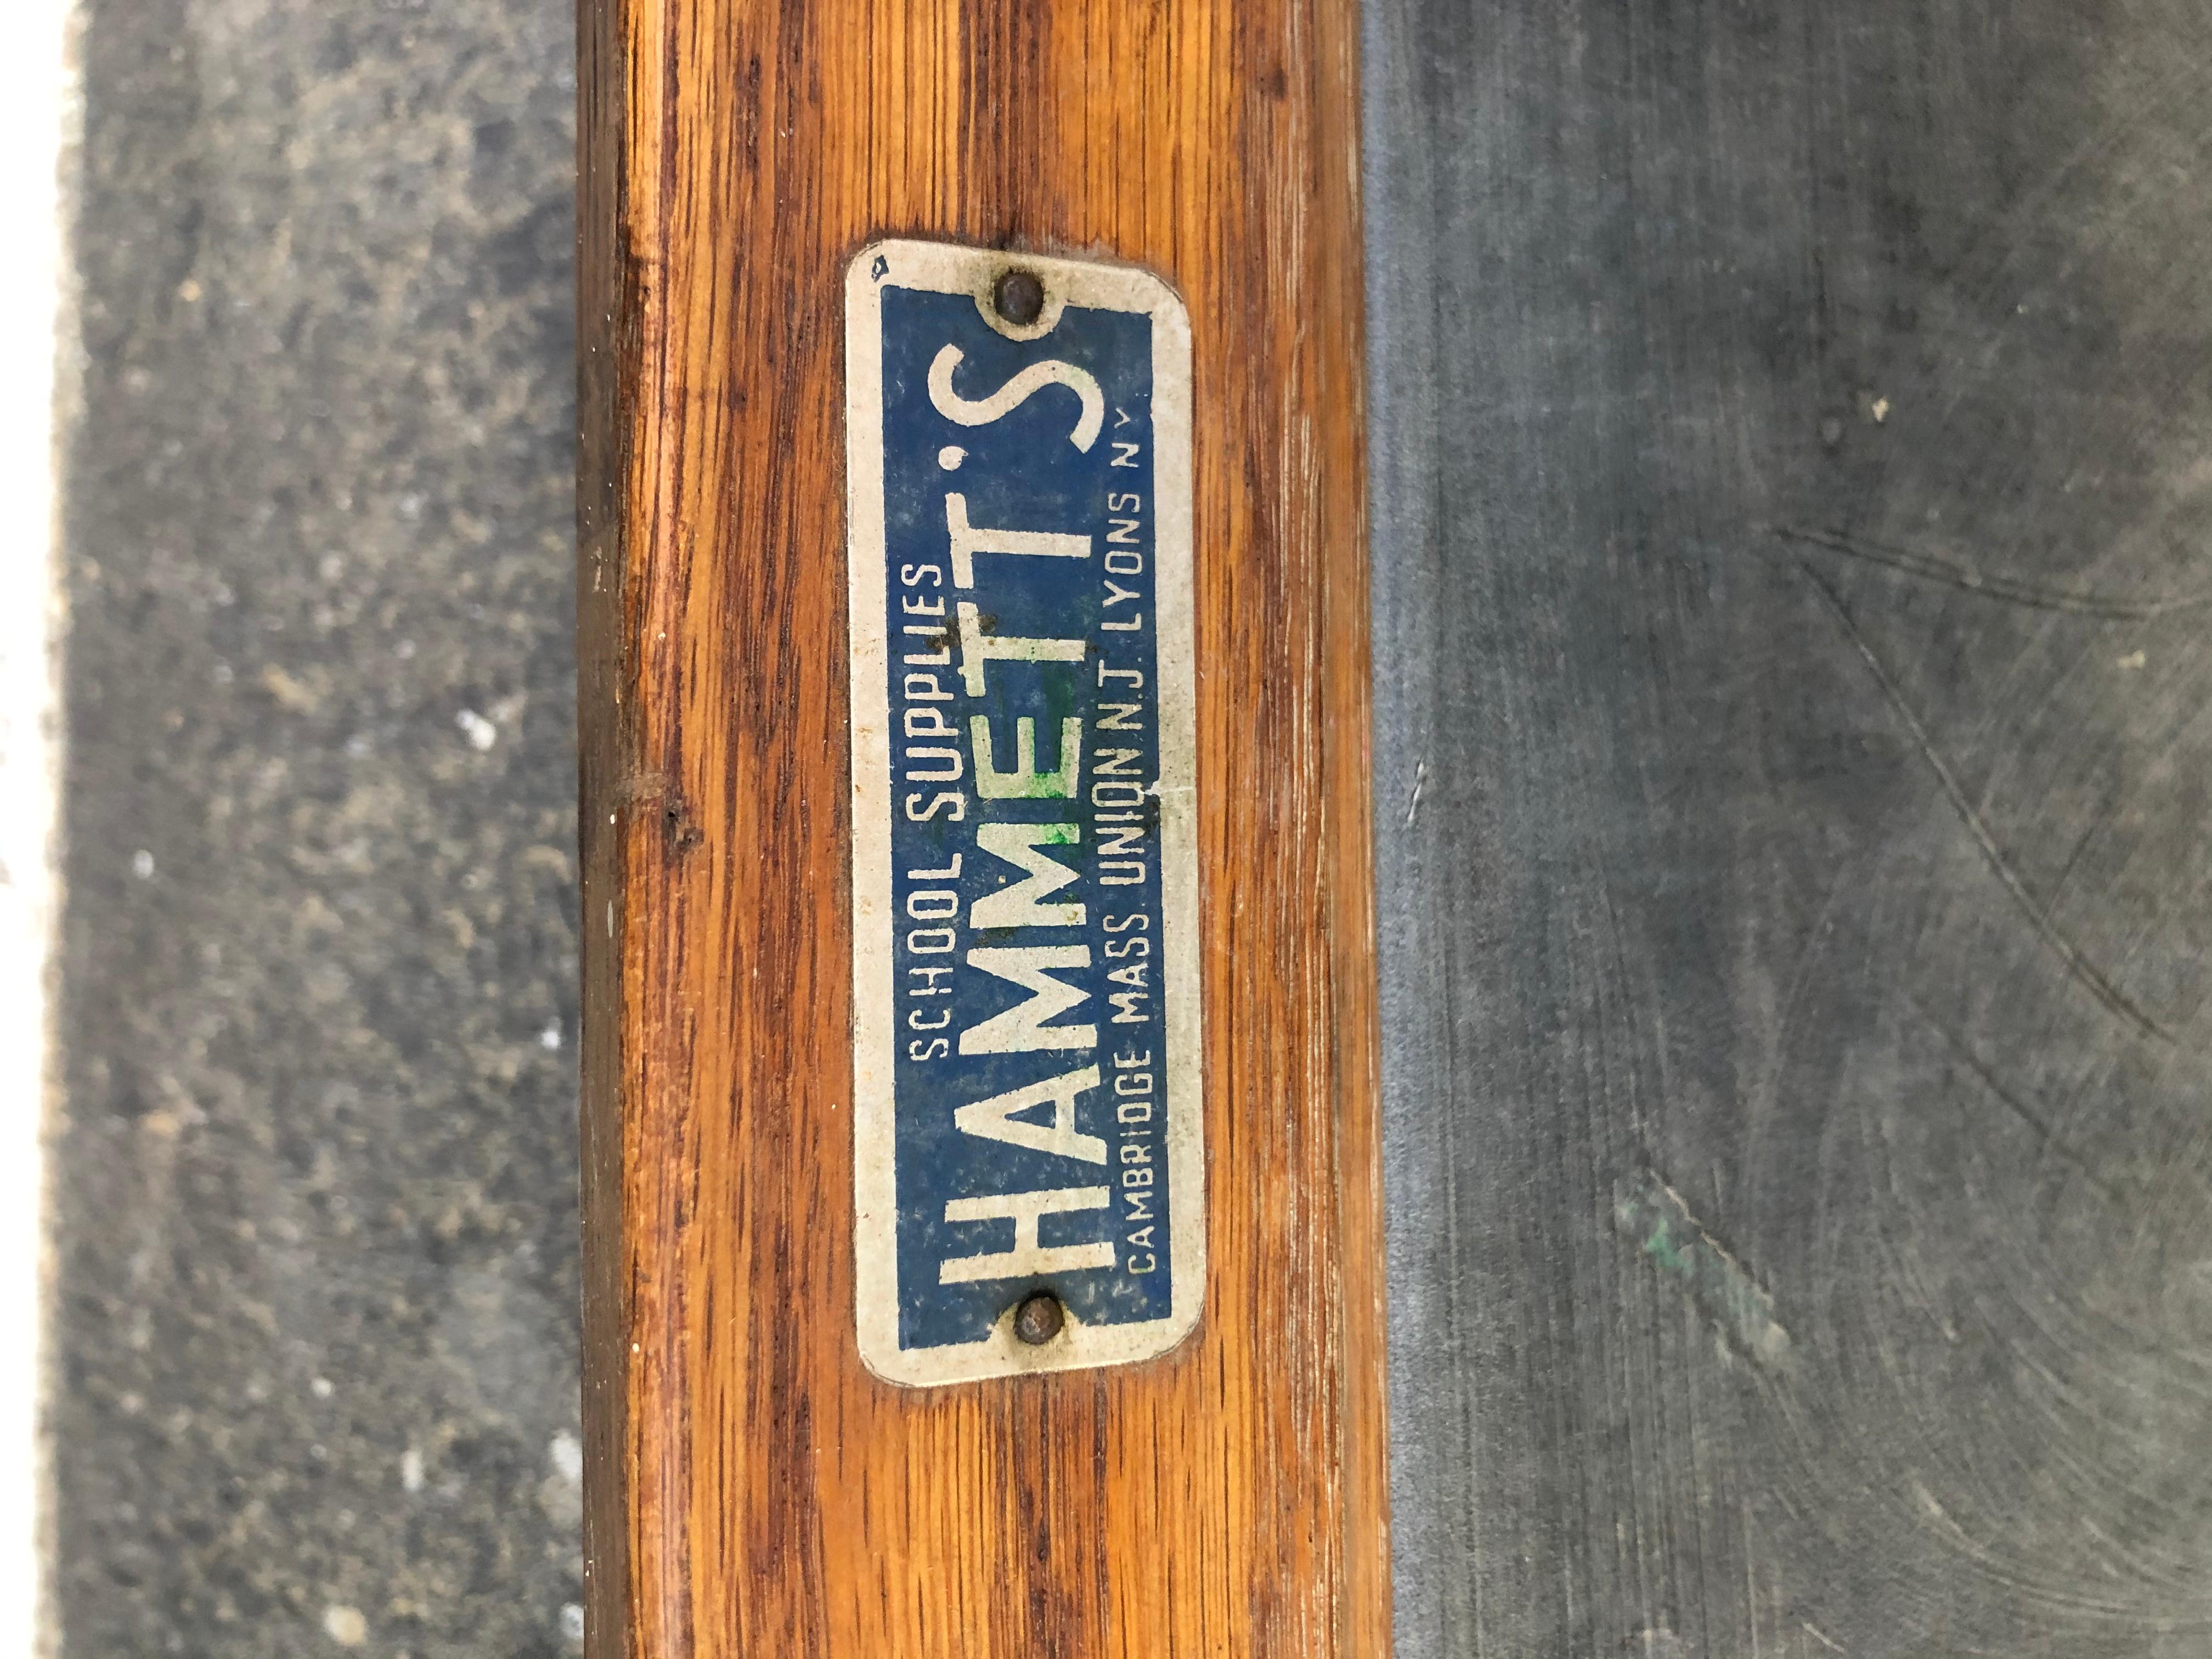 SCHOOL SUPPLIES
HAMMETT'S
CAMBRIDGE MASS. UNION N.J. LYONS N.Y.